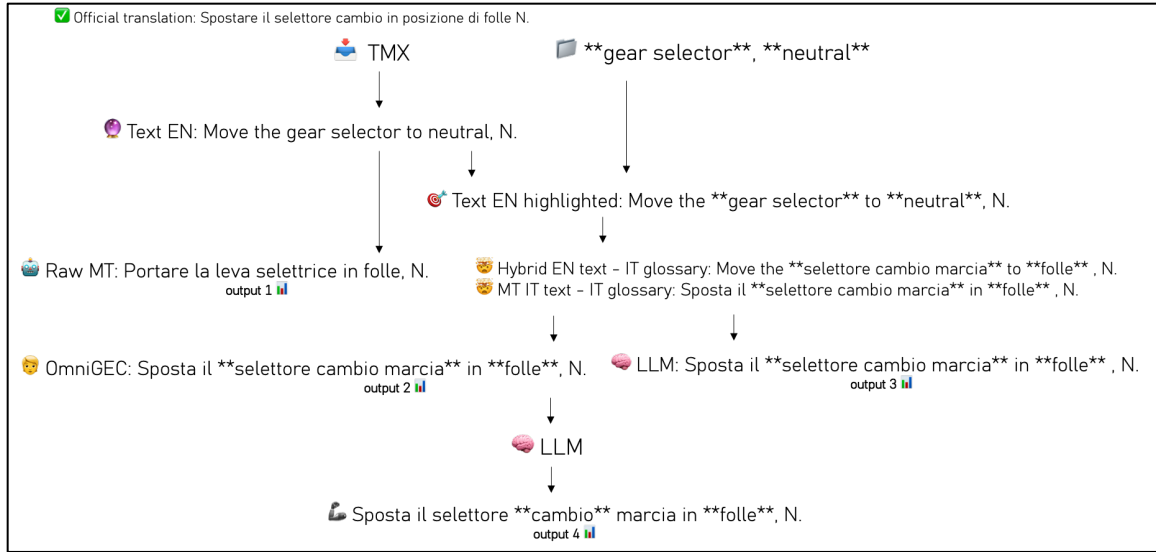 ✅ Official translation: Spostare il selettore cambio in posizione di folle N.
📥 TMX
📁 **gear selector**, **neutral**
🔮 Text EN: Move the gear selector to neutral, N.
🎯 Text EN highlighted: Move the **gear selector** to **neutral**, N.
🤖 Raw MT: Portare la leva selettrice in folle, N.
output 1 📊
🤯 Hybrid EN text – IT glossary: Move the **selettore cambio marcia** to **folle** , N.
🤯 MT IT text – IT glossary: Sposta il **selettore cambio marcia** in **folle** , N.
🧑 OmniGEC: Sposta il **selettore cambio marcia** in **folle**, N.
output 2 📊
🧠 LLM: Sposta il **selettore cambio marcia** in **folle** , N.
output 3 📊
🧠 LLM
🦾 Sposta il selettore **cambio** marcia in **folle**, N.
output 4 📊